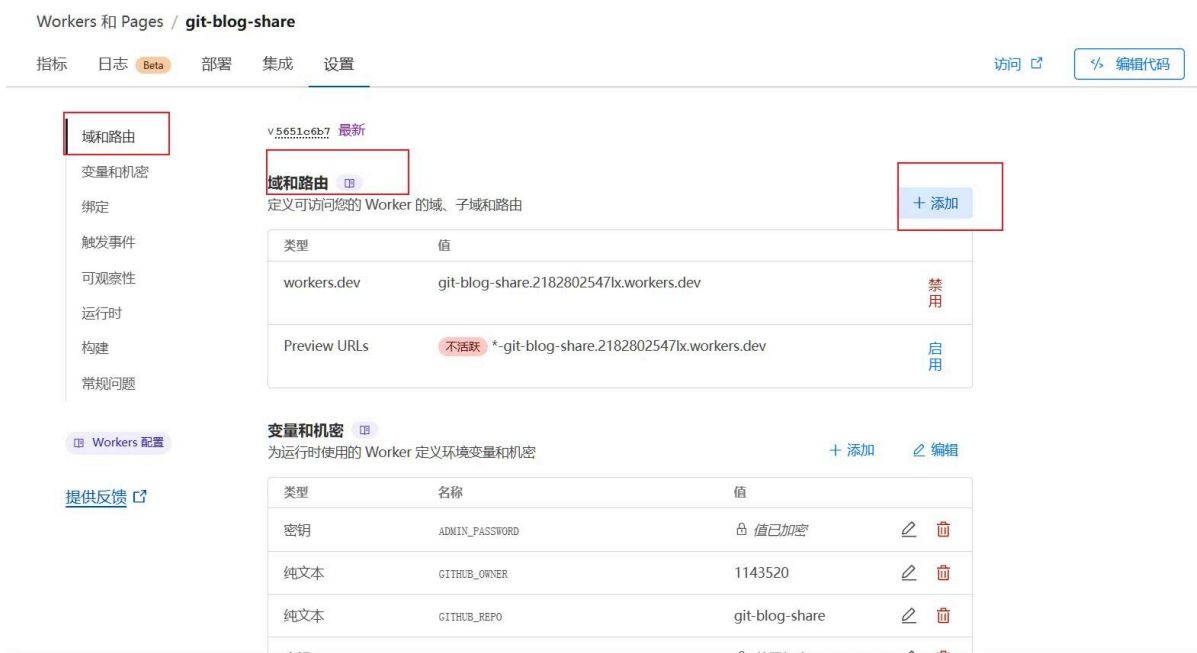 Workers 和 Pages / git-blog-share
指标 日志 Beta 部署 集成 设置 访问 编辑代码
域和路由
变量和机密
绑定
触发事件
可观察性
运行时
构建
常规问题
Workers 配置
提供反馈
v 5651c6b7 最新
域和路由
定义可访问您的 Worker 的域、子域和路由
+ 添加
类型 值
workers.dev git-blog-share.2182802547lx.workers.dev 禁用
Preview URLs 不活跃 *-git-blog-share.2182802547lx.workers.dev 启用
变量和机密
为运行时使用的 Worker 定义环境变量和机密
+ 添加 编辑
类型 名称 值
密钥 ADMIN_PASSWORD 值已加密
纯文本 GITHUB_OWNER 1143520
纯文本 GITHUB_REPO git-blog-share